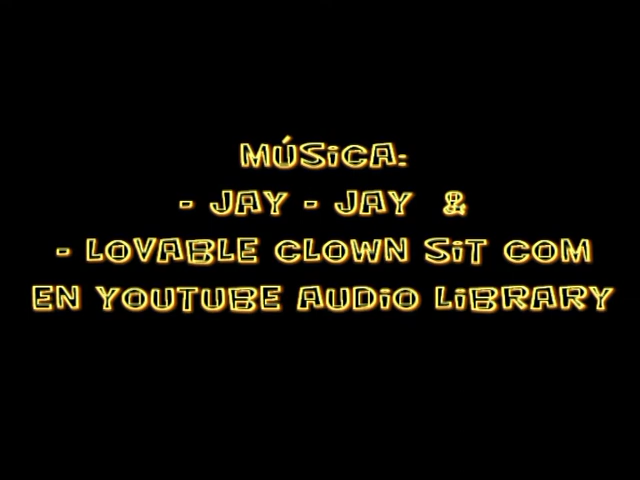 MÚSiCA:
- JAY - JAY &
- LOVABLE CLOWN SiT COM
EN YOUTUBE AUDiO LiBRARY